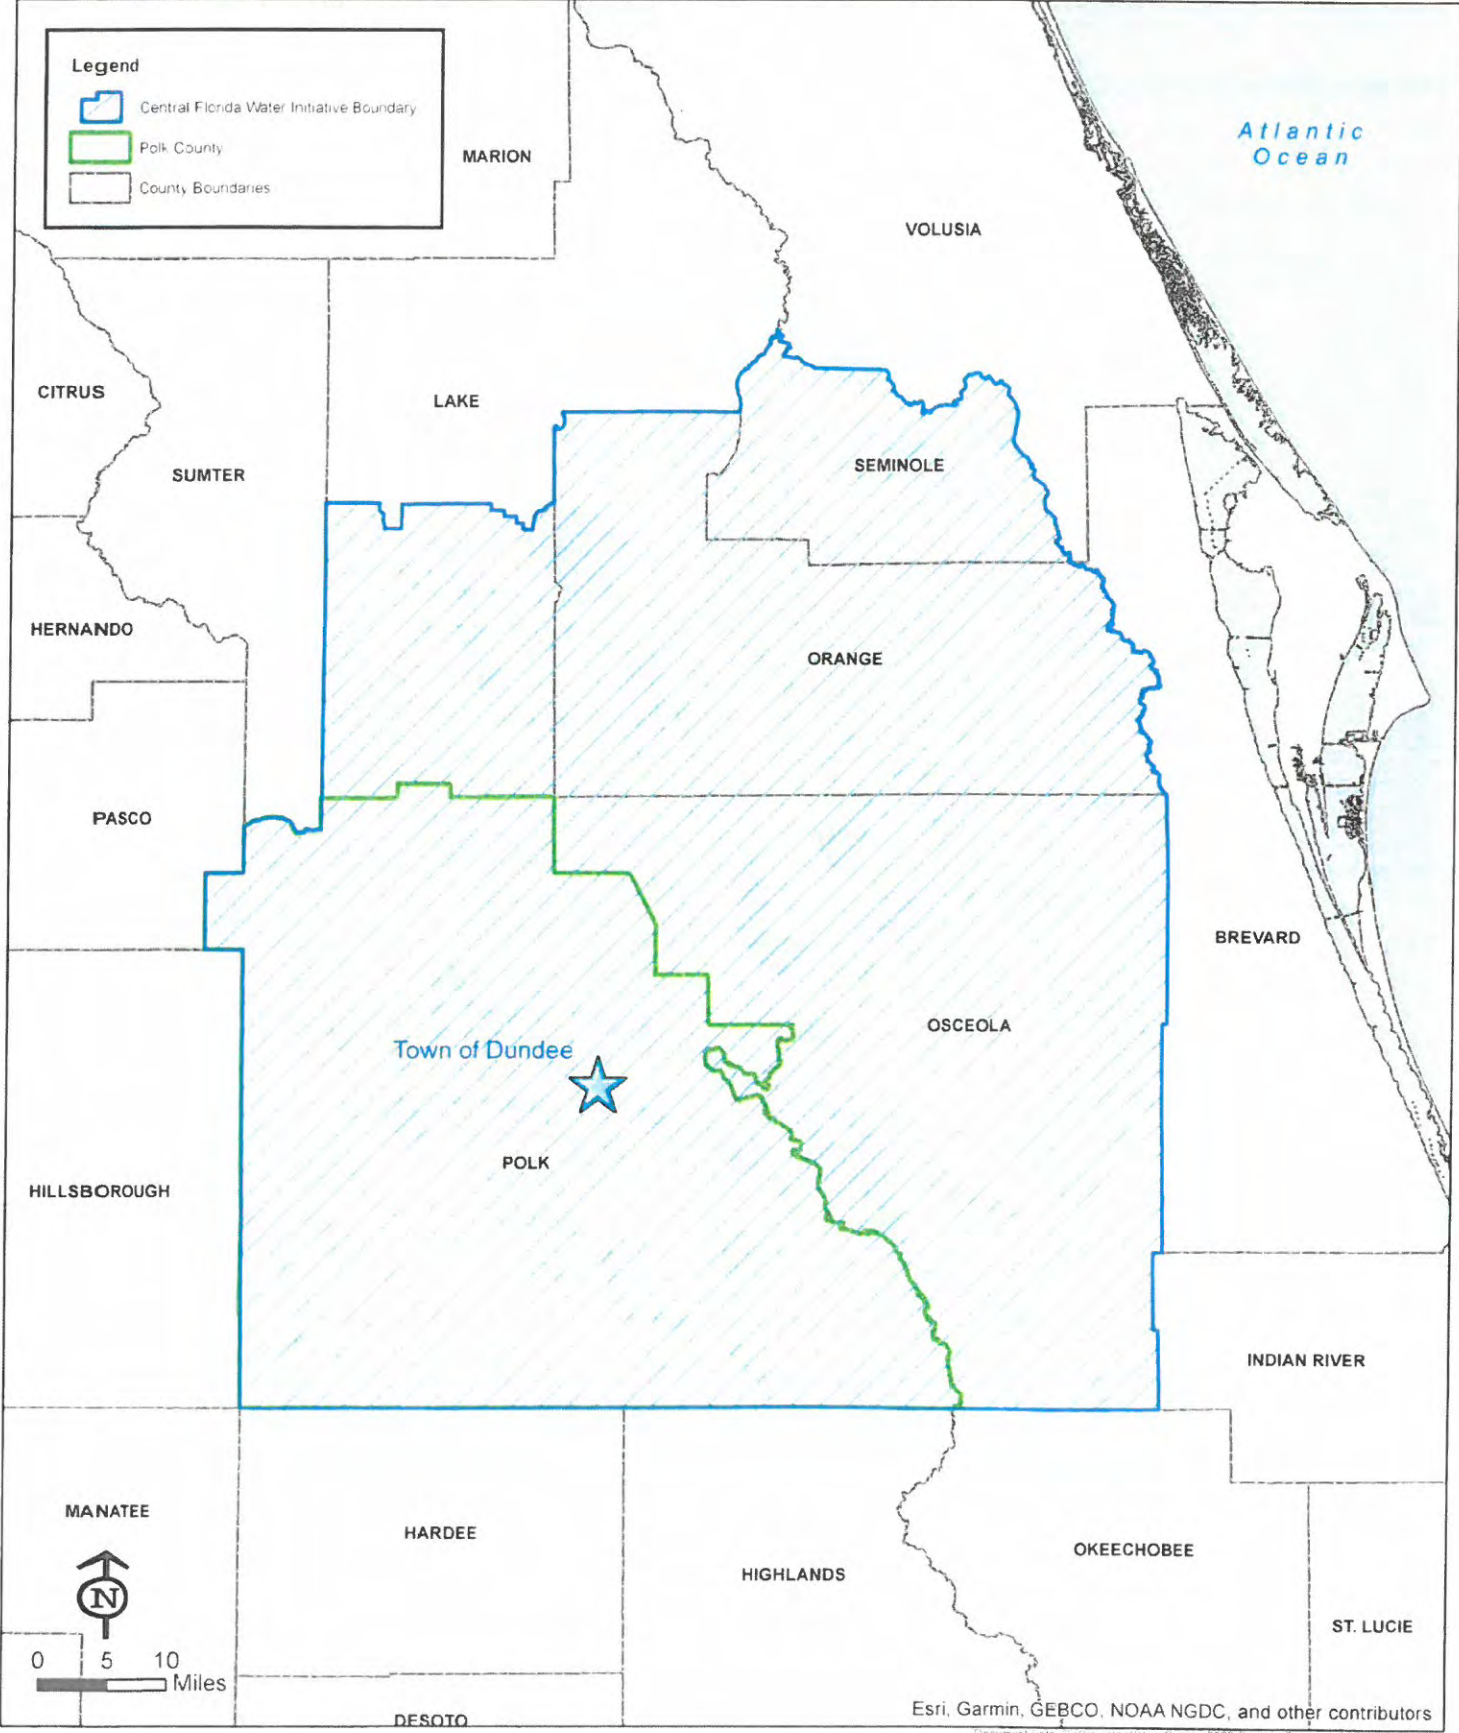 Legend
Central Florida Water Initiative Boundary
Polk County
County Boundaries
MARION
Atlantic
Ocean
VOLUSIA
CITRUS
LAKE
SUMTER
SEMINOLE
HERNANDO
ORANGE
PASCO
BREVARD
OSCEOLA
Town of Dundee
POLK
HILLSBOROUGH
INDIAN RIVER
MANATEE
HARDEE
OKEECHOBEE
HIGHLANDS
N
ST. LUCIE
0 5 10
Miles
Esri, Garmin, GEBCO, NOAA NGDC, and other contributors
DESOTO